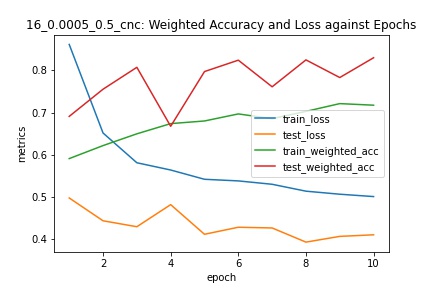 16_0.0005_0.5_cnc: Weighted Accuracy and Loss against Epochs
0.8
0.7
0.6
0.5
0.4
metrics
train_loss
test_loss
train_weighted_acc
test_weighted_acc
2 4 6 8 10
epoch